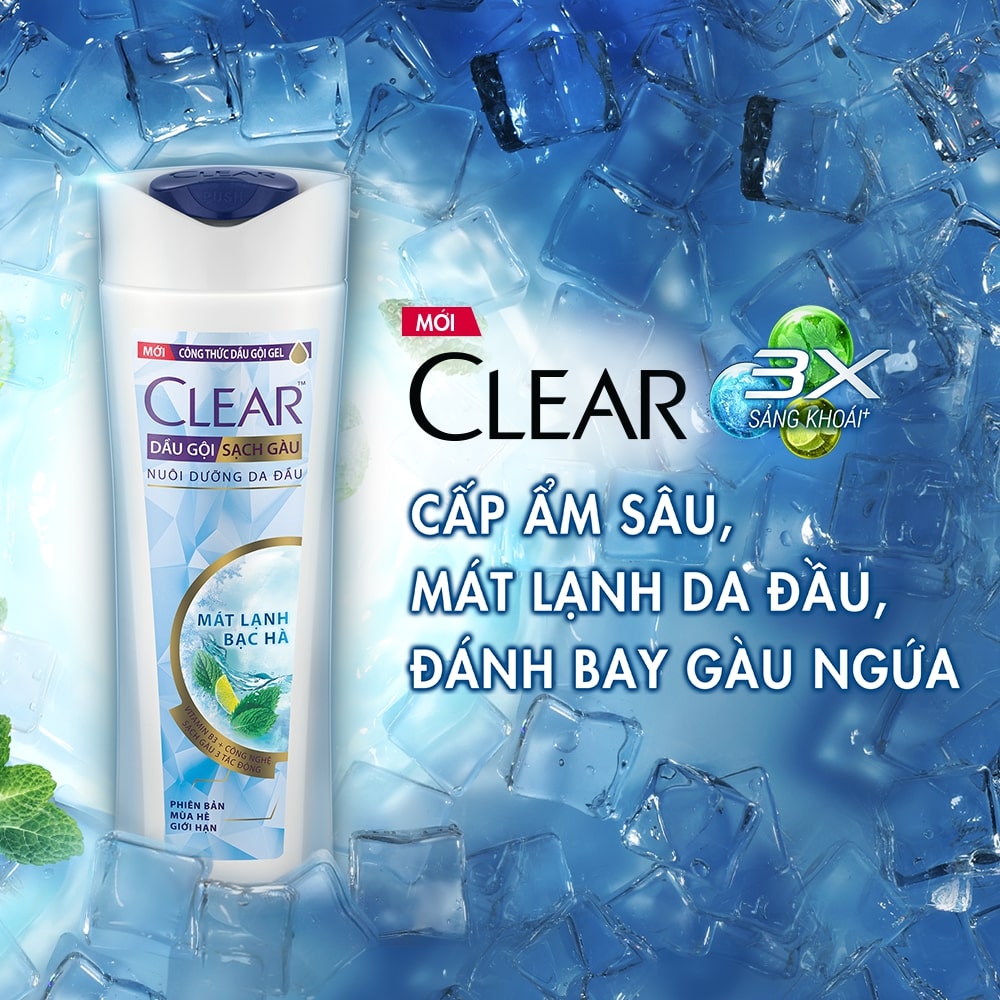 CLEAR
PUSH
MỚI CÔNG THỨC DẦU GỘI GEL
CLEAR™
DẦU GỘI SẠCH GÀU
NUÔI DƯỠNG DA ĐẦU
MÁT LẠNH
BẠC HÀ
VITAMIN B3 + CÔNG NGHỆ
SẠCH GÀU 3 TÁC ĐỘNG
PHIÊN BẢN
MÙA HÈ
GIỚI HẠN
MỚI
CLEAR
3X
SẢNG KHOÁI+
CẤP ẨM SÂU,
MÁT LẠNH DA ĐẦU,
ĐÁNH BAY GÀU NGỨA